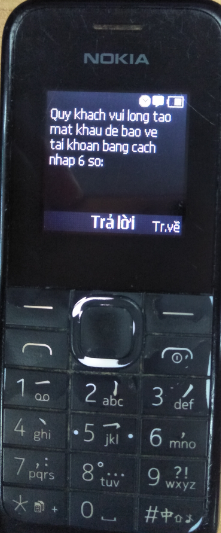 NOKIA
Quy khach vui long tao
mat khau de bao ve
tai khoan bang cach
nhap 6 so:
Trả lời Tr.về
1 2 abc 3 def
4 ghi 5 jkl 6 mno
7 pqrs 8 tuv 9 wxyz
* + 0 #中